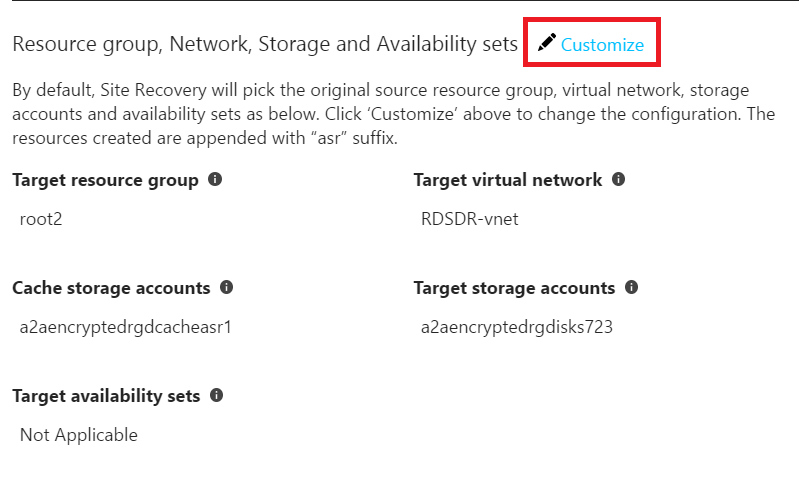 Resource group, Network, Storage and Availability sets Customize
By default, Site Recovery will pick the original source resource group, virtual network, storage
accounts and availability sets as below. Click ‘Customize’ above to change the configuration. The
resources created are appended with “asr” suffix.
Target resource group
Target virtual network
root2
RDSDR-vnet
Cache storage accounts
Target storage accounts
a2aencryptedrgdcacheasr1
a2aencryptedrgdisks723
Target availability sets
Not Applicable